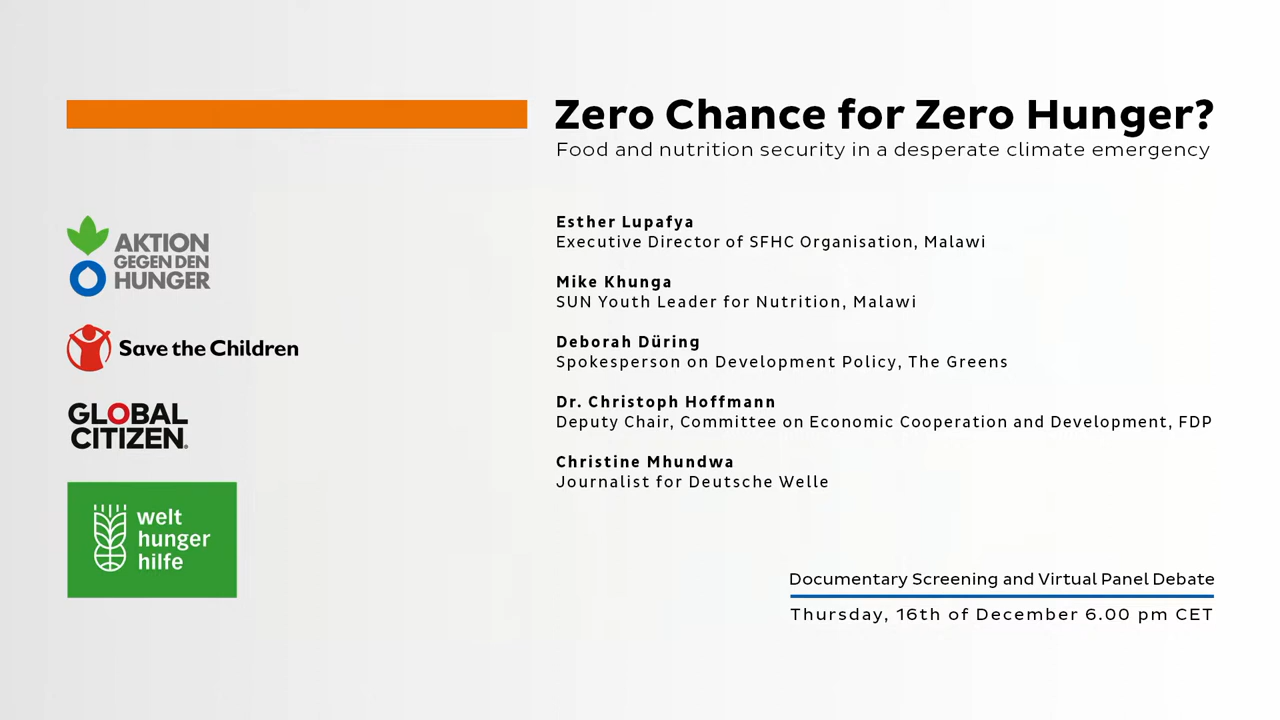 Zero Chance for Zero Hunger?
Food and nutrition security in a desperate climate emergency
AKTION
GEGEN DEN
HUNGER
Save the Children
GLOBAL
CITIZEN.
welt
hunger
hilfe
Esther Lupafya
Executive Director of SFHC Organisation, Malawi
Mike Khunga
SUN Youth Leader for Nutrition, Malawi
Deborah Düring
Spokesperson on Development Policy, The Greens
Dr. Christoph Hoffmann
Deputy Chair, Committee on Economic Cooperation and Development, FDP
Christine Mhundwa
Journalist for Deutsche Welle
Documentary Screening and Virtual Panel Debate
Thursday, 16th of December 6.00 pm CET